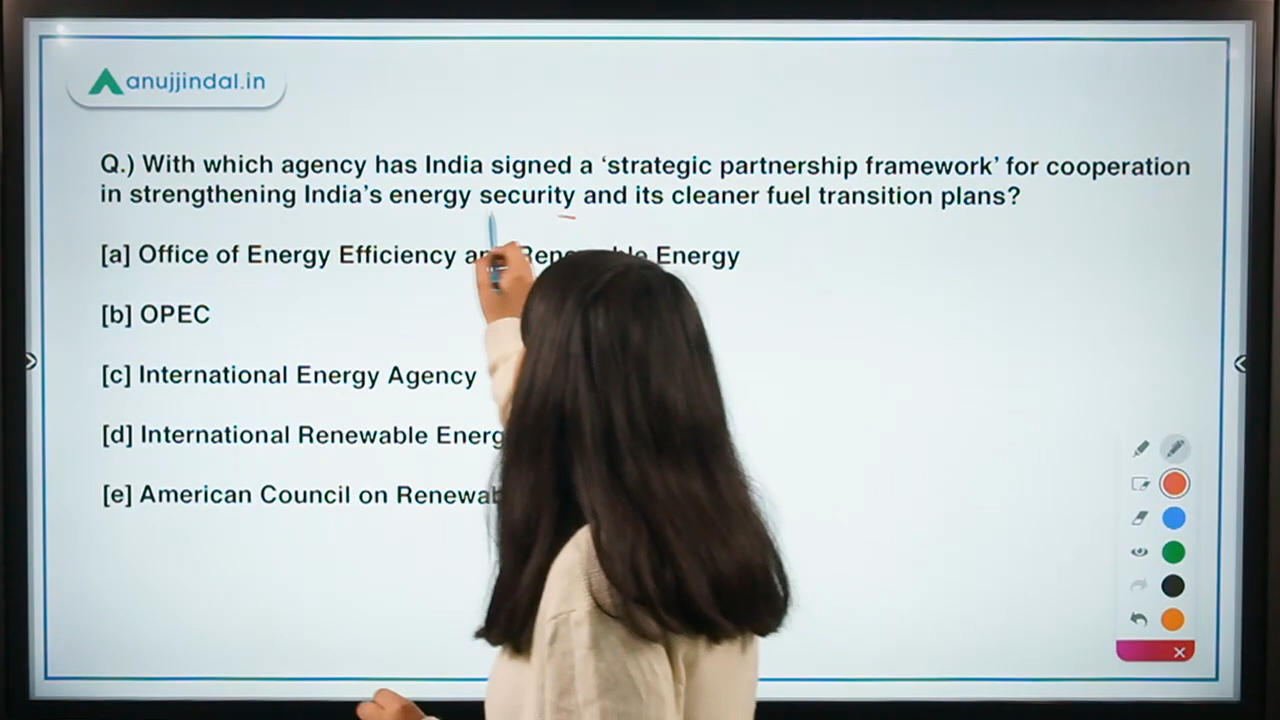 anujjindal.in
Q.) With which agency has India signed a ‘strategic partnership framework’ for cooperation
in strengthening India’s energy security and its cleaner fuel transition plans?
[a] Office of Energy Efficiency Energy
[b] OPEC
[c] International Energy Agency
[d] International Renewable
[e] American Council on